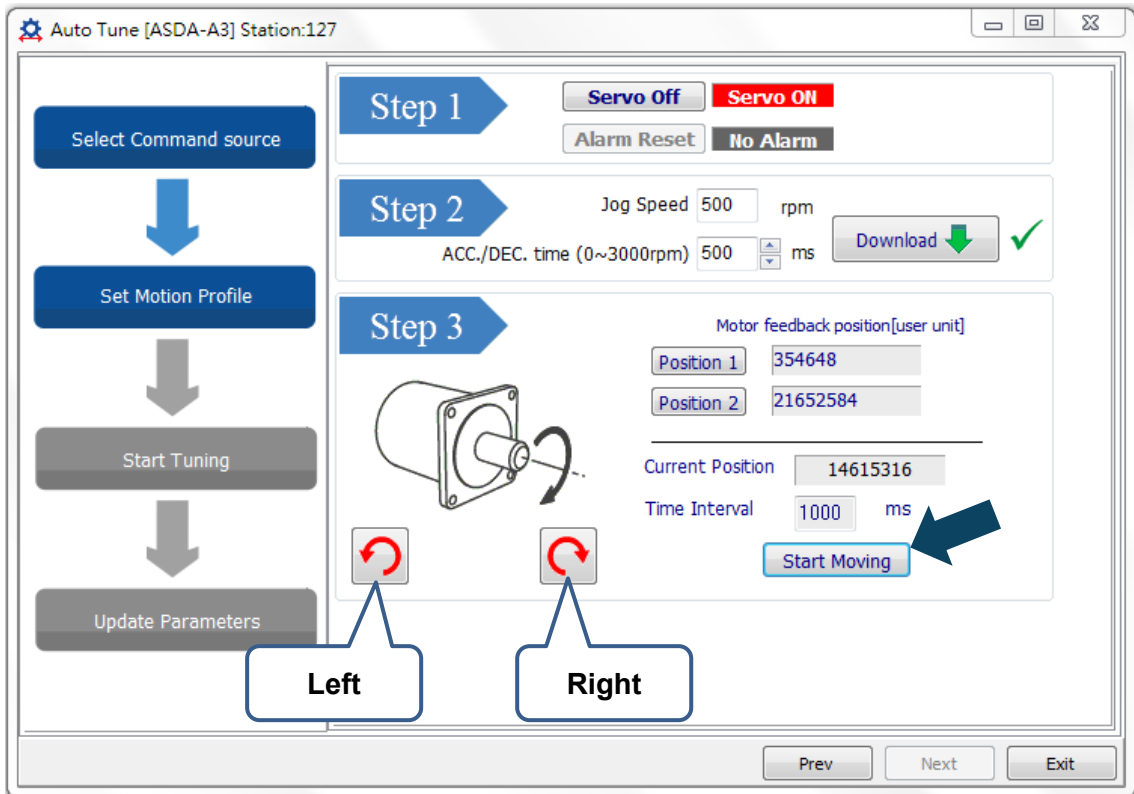 Auto Tune [ASDA-A3] Station:127
Select Command source
Set Motion Profile
Start Tuning
Update Parameters
Step 1
Servo Off
Servo ON
Alarm Reset
No Alarm
Step 2
Jog Speed 500 rpm
ACC./DEC. time (0~3000rpm) 500 ms
Download
Step 3
Motor feedback position[user unit]
Position 1 354648
Position 2 21652584
Current Position 14615316
Time Interval 1000 ms
Start Moving
Left
Right
Prev
Next
Exit